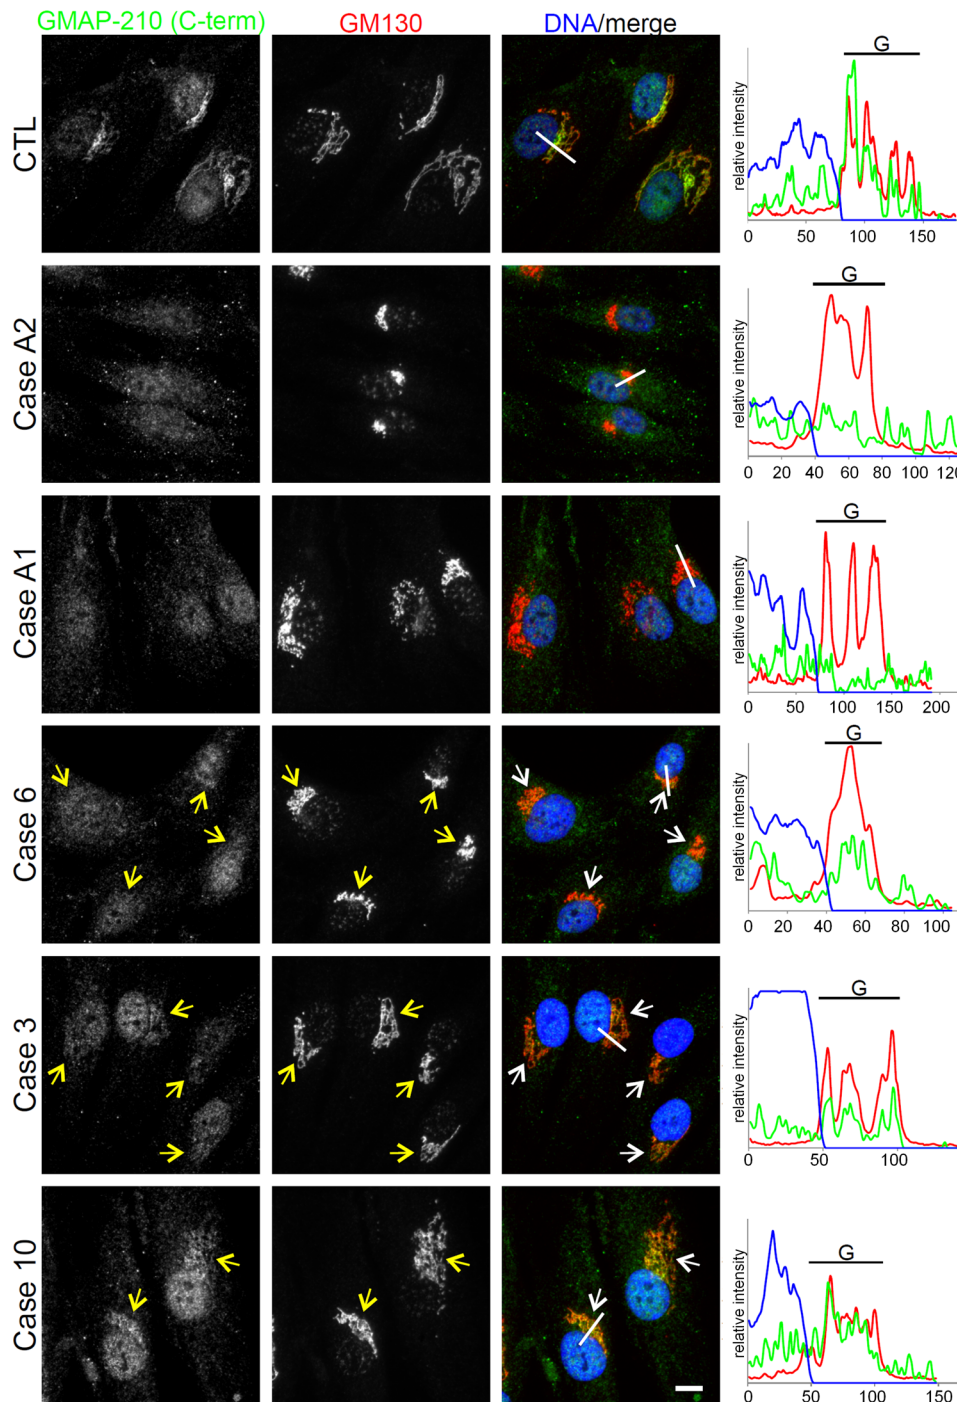 GMAP-210 (C-term) GM130 DNA/merge
CTL
G
relative intensity
0 50 100 150
Case A2
G
relative intensity
0 20 40 60 80 100 120
Case A1
G
relative intensity
0 50 100 150 200
Case 6
G
relative intensity
0 20 40 60 80 100
Case 3
G
relative intensity
0 50 100
Case 10
G
relative intensity
0 50 100 150